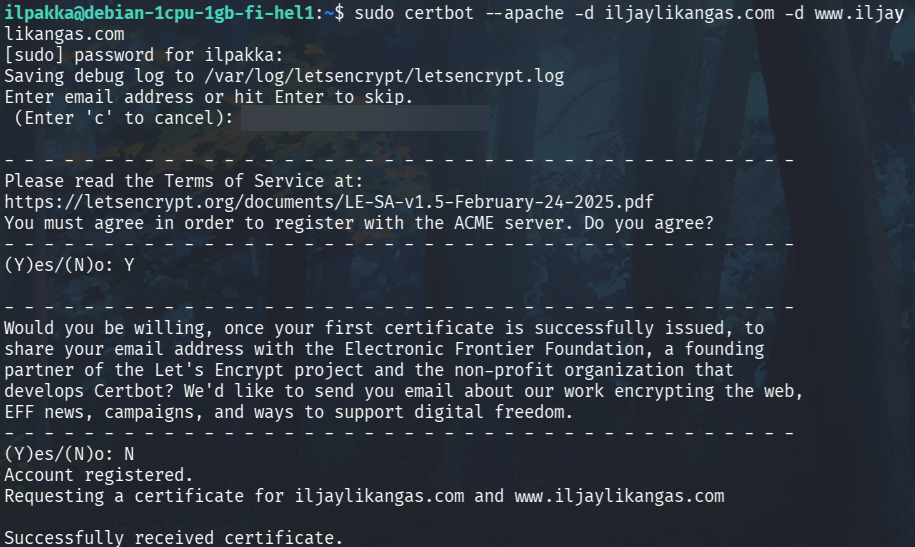 ilpakka@debian-1cpu-1gb-fi-hel1:~$ sudo certbot --apache -d iljaylikangas.com -d www.iljay
likangas.com
[sudo] password for ilpakka:
Saving debug log to /var/log/letsencrypt/letsencrypt.log
Enter email address or hit Enter to skip.
 (Enter 'c' to cancel):
- - - - - - - - - - - - - - - - - - - - - - - - - - - - - - - - - - - - - - - -
Please read the Terms of Service at:
https://letsencrypt.org/documents/LE-SA-v1.5-February-24-2025.pdf
You must agree in order to register with the ACME server. Do you agree?
- - - - - - - - - - - - - - - - - - - - - - - - - - - - - - - - - - - - - - - -
(Y)es/(N)o: Y
- - - - - - - - - - - - - - - - - - - - - - - - - - - - - - - - - - - - - - - -
Would you be willing, once your first certificate is successfully issued, to
share your email address with the Electronic Frontier Foundation, a founding
partner of the Let's Encrypt project and the non-profit organization that
develops Certbot? We'd like to send you email about our work encrypting the web,
EFF news, campaigns, and ways to support digital freedom.
- - - - - - - - - - - - - - - - - - - - - - - - - - - - - - - - - - - - - - - -
(Y)es/(N)o: N
Account registered.
Requesting a certificate for iljaylikangas.com and www.iljaylikangas.com
Successfully received certificate.